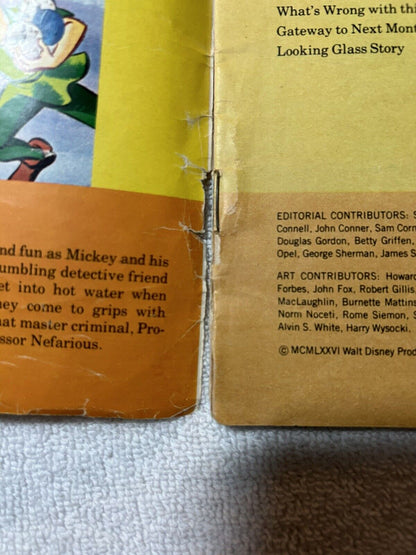 nd fun as Mickey and his
umbling detective friend
et into hot water when
ey come to grips with
at master criminal, Pro-
ssor Nefarious.
What's Wrong with thi
Gateway to Next Mont
Looking Glass Story
EDITORIAL CONTRIBUTORS: S
Connell, John Conner, Sam Corn
Douglas Gordon, Betty Griffen,
Opel, George Sherman, James S
ART CONTRIBUTORS: Howard
Forbes, John Fox, Robert Gillis
MacLaughlin, Burnette Mattins
Norm Noceti, Rome Siemon, S
Alvin S. White, Harry Wysocki.
© MCMLXXVI Walt Disney Proc